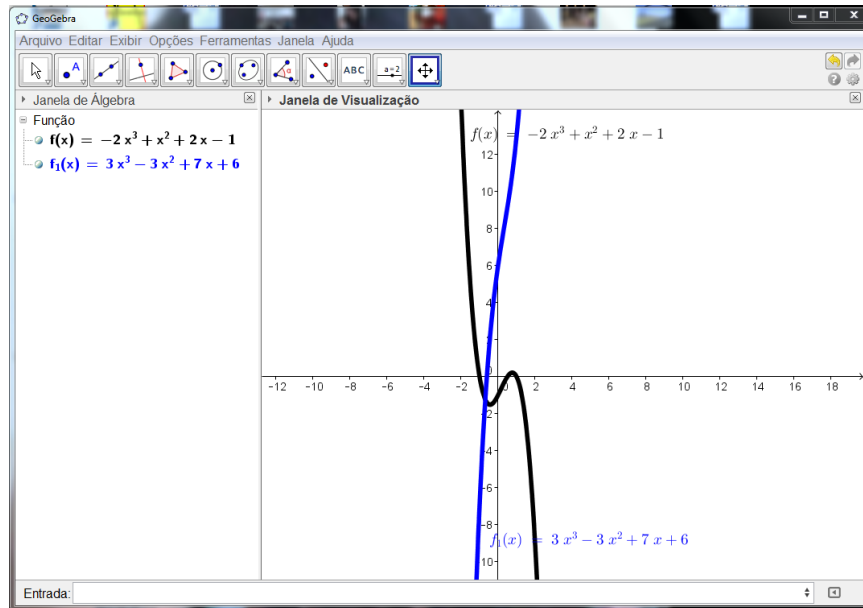 GeoGebra
Arquivo Editar Exibir Opções Ferramentas Janela Ajuda
A α ABC a=2
Janela de Álgebra
Função
f(x) = −2 x³ + x² + 2 x − 1
f₁(x) = 3 x³ − 3 x² + 7 x + 6
Janela de Visualização
f(x) = −2 x³ + x² + 2 x − 1
12
10
8
6
4
2
0
-12 -10 -8 -6 -4 -2 0 2 4 6 8 10 12 14 16 18
-2
-4
-6
-8
f₁(x) = 3 x³ − 3 x² + 7 x + 6
-10
Entrada: